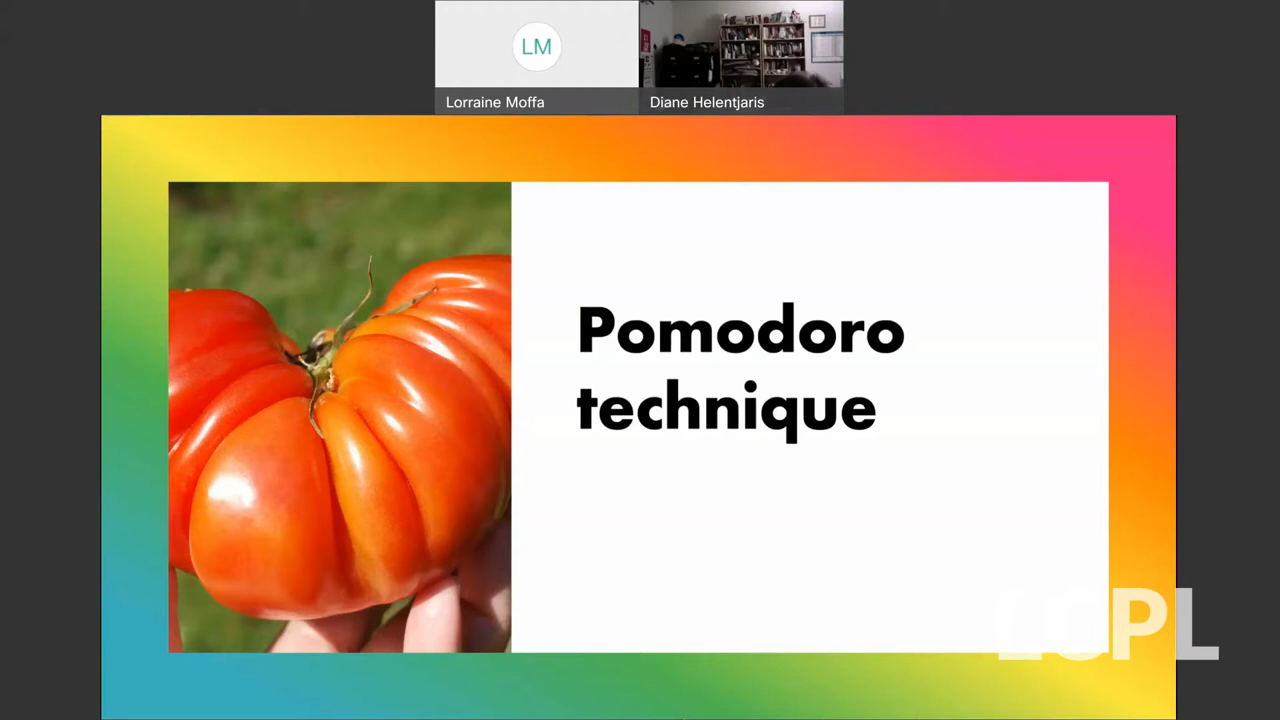 LM
Lorraine Moffa
Diane Helentjaris
Pomodoro
technique
LCPL